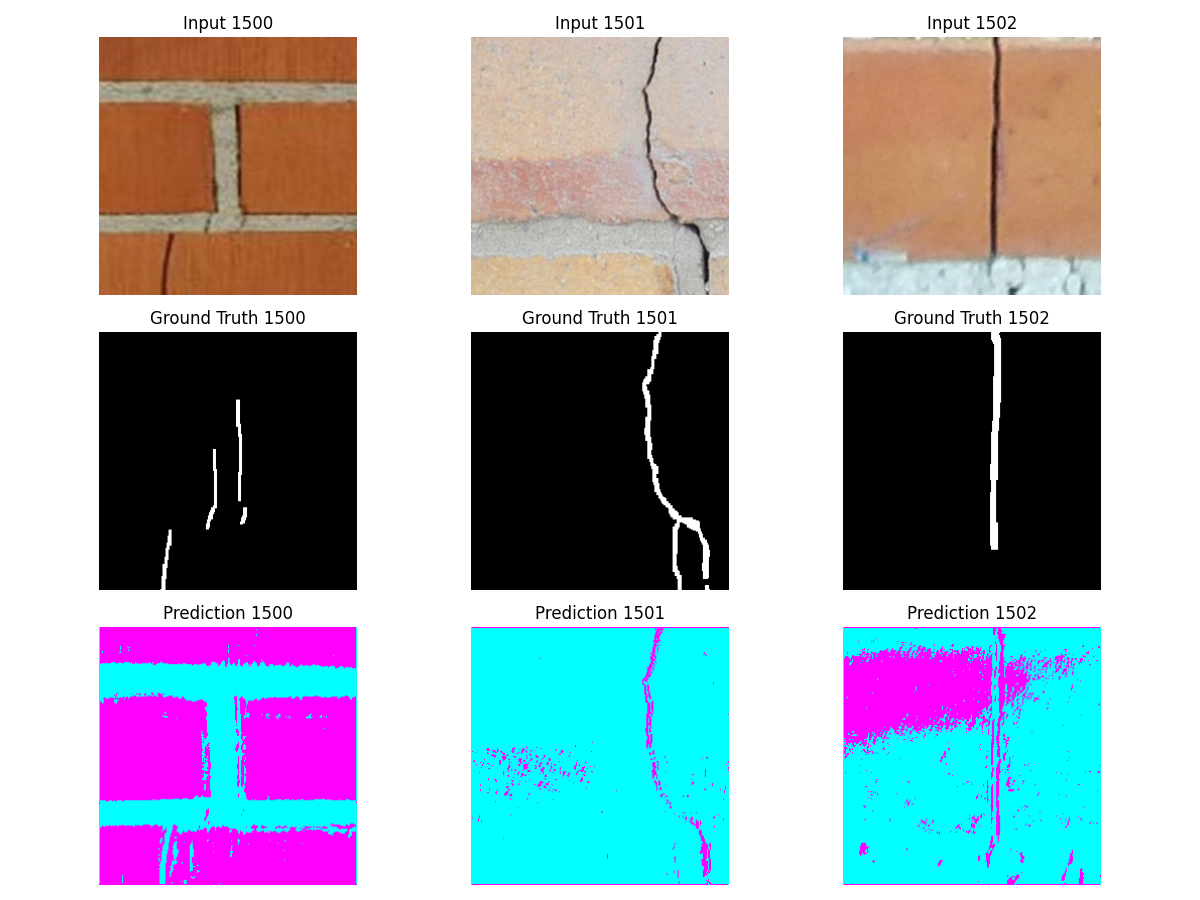 Input 1500
Input 1501
Input 1502
Ground Truth 1500
Ground Truth 1501
Ground Truth 1502
Prediction 1500
Prediction 1501
Prediction 1502